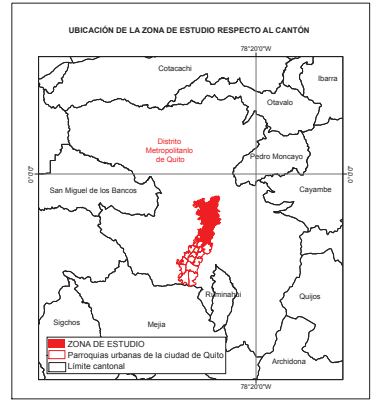 UBICACIÓN DE LA ZONA DE ESTUDIO RESPECTO AL CANTÓN
78°20'0"W
Cotacachi
Ibarra
Otavalo
Distrito
Metropolitanlo
de Quito
Pedro Moncayo
0°0'0"
0°0'0"
San Miguel de los Bancos
Cayambe
Rumiñahui
Quijos
Sigchos
Mejía
ZONA DE ESTUDIO
Parroquias urbanas de la ciudad de Quito
Límite cantonal
Archidona
78°20'0"W